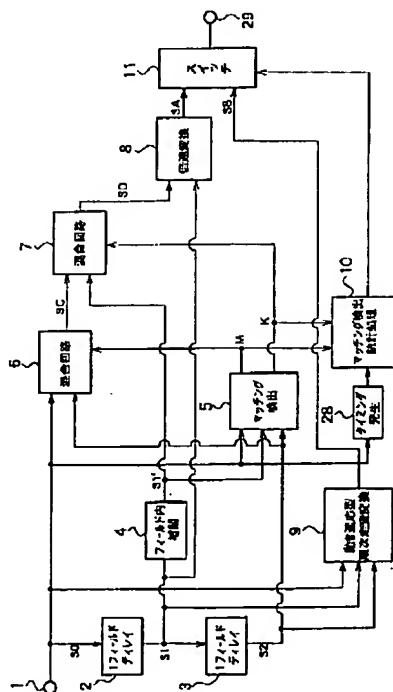 1
S0
2
1フィールド
ディレイ
S1
3
1フィールド
ディレイ
S2
4
フィールド内
補間
S1'
5
マッチング
検出
M
K
6
混合回路
SC
7
混合回路
SD
8
倍速変換
SA
SB
9
動き適応型
順次走査変換
28
タイミング
発生
10
マッチング検出
統計処理
11
スイッチ
29